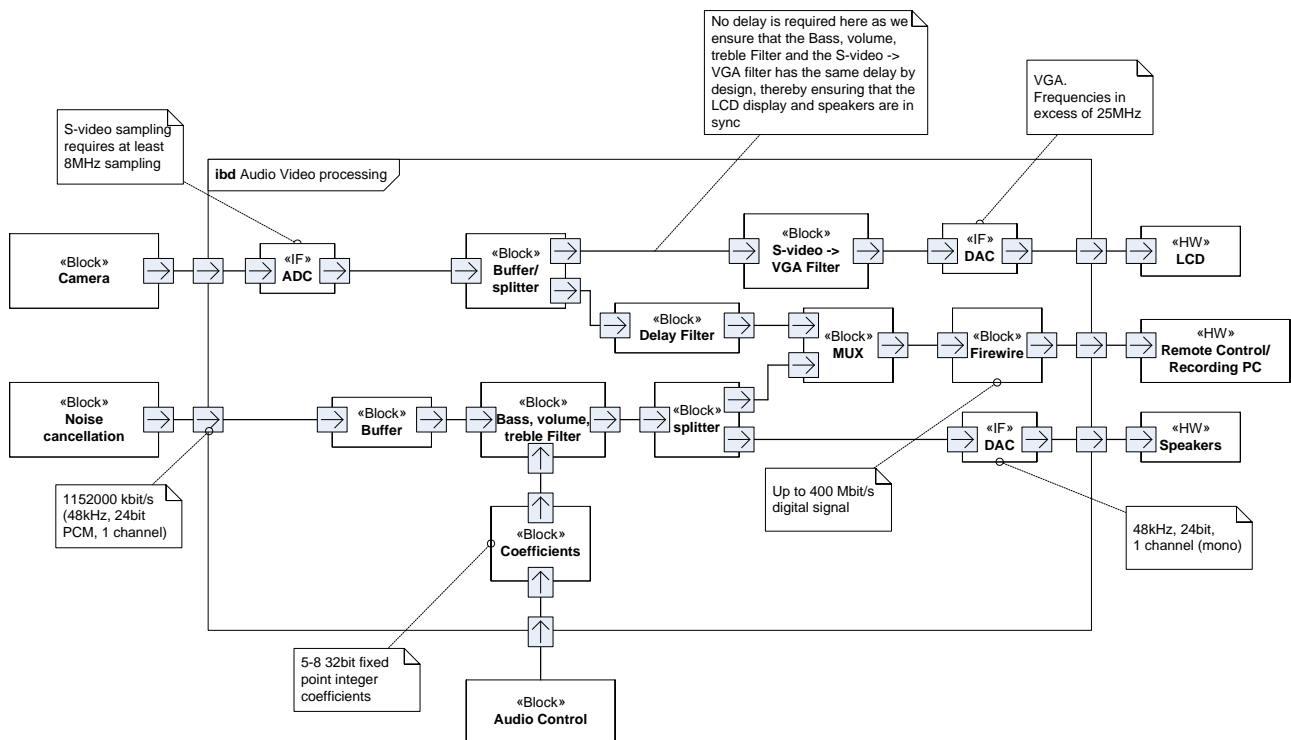 No delay is required here as we
ensure that the Bass, volume,
treble Filter and the S-video ->
VGA filter has the same delay by
design, thereby ensuring that the
LCD display and speakers are in
sync
VGA.
Frequencies in
excess of 25MHz
S-video sampling
requires at least
8MHz sampling
ibd Audio Video processing
«Block»
Camera
«IF»
ADC
«Block»
Buffer/
splitter
«Block»
S-video ->
VGA Filter
«IF»
DAC
«HW»
LCD
«Block»
Delay Filter
«Block»
MUX
«Block»
Firewire
«HW»
Remote Control/
Recording PC
«Block»
Noise
cancellation
«Block»
Buffer
«Block»
Bass, volume,
treble Filter
«Block»
splitter
«IF»
DAC
«HW»
Speakers
1152000 kbit/s
(48kHz, 24bit
PCM, 1 channel)
Up to 400 Mbit/s
digital signal
48kHz, 24bit,
1 channel (mono)
«Block»
Coefficients
5-8 32bit fixed
point integer
coefficients
«Block»
Audio Control